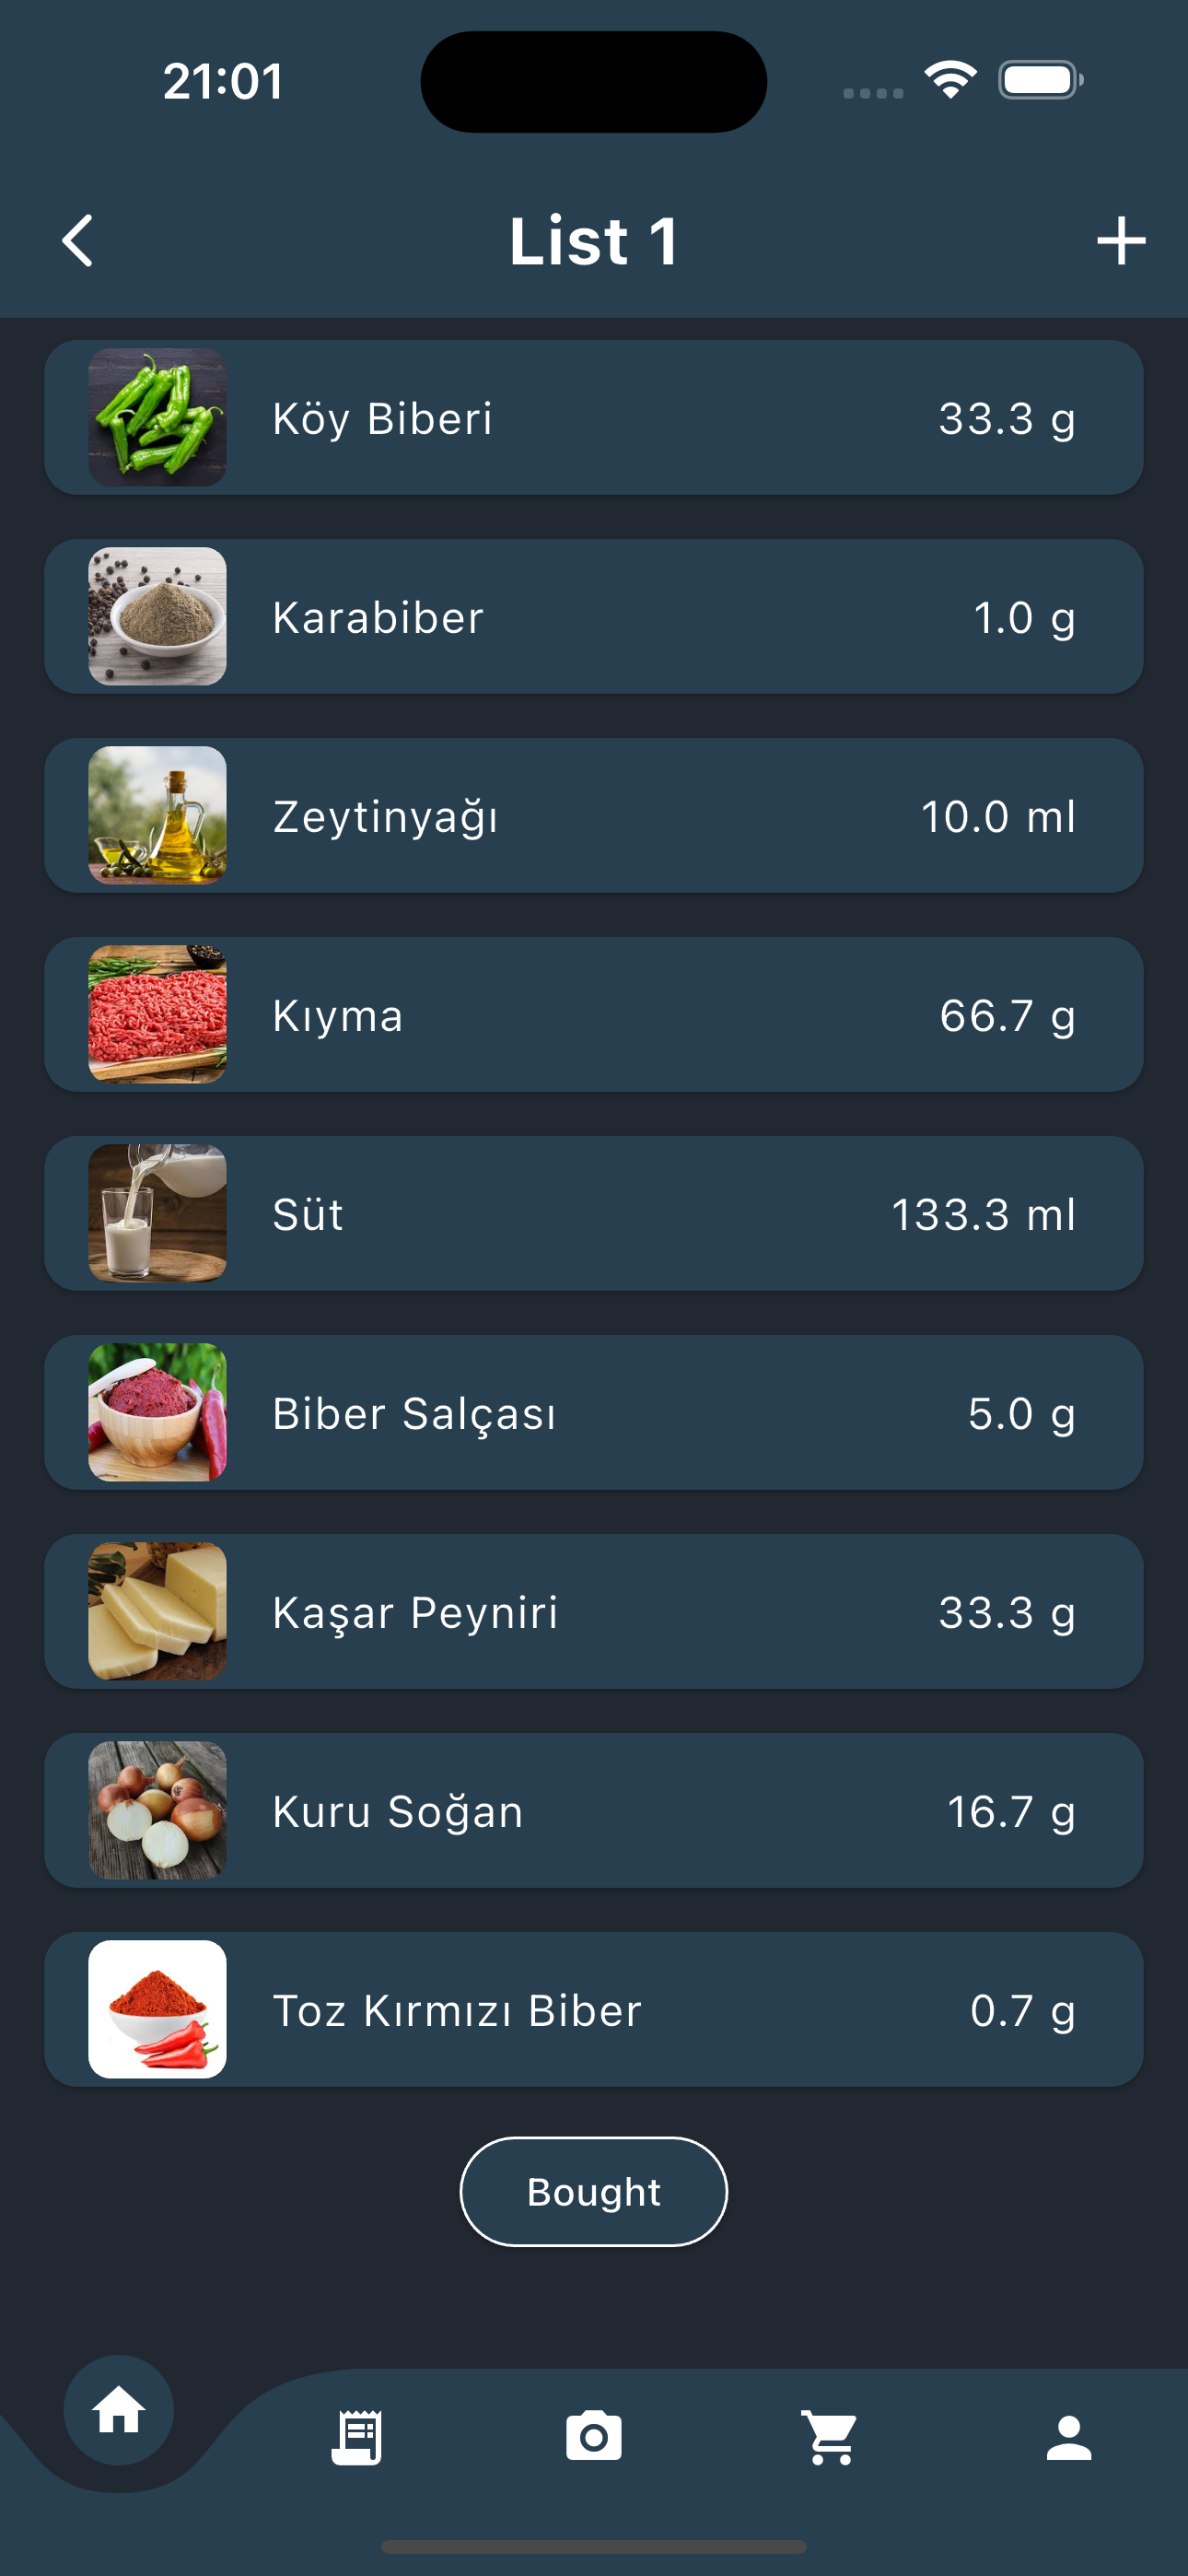 21:01
List 1
Köy Biberi 33.3 g
Karabiber 1.0 g
Zeytinyağı 10.0 ml
Kıyma 66.7 g
Süt 133.3 ml
Biber Salçası 5.0 g
Kaşar Peyniri 33.3 g
Kuru Soğan 16.7 g
Toz Kırmızı Biber 0.7 g
Bought